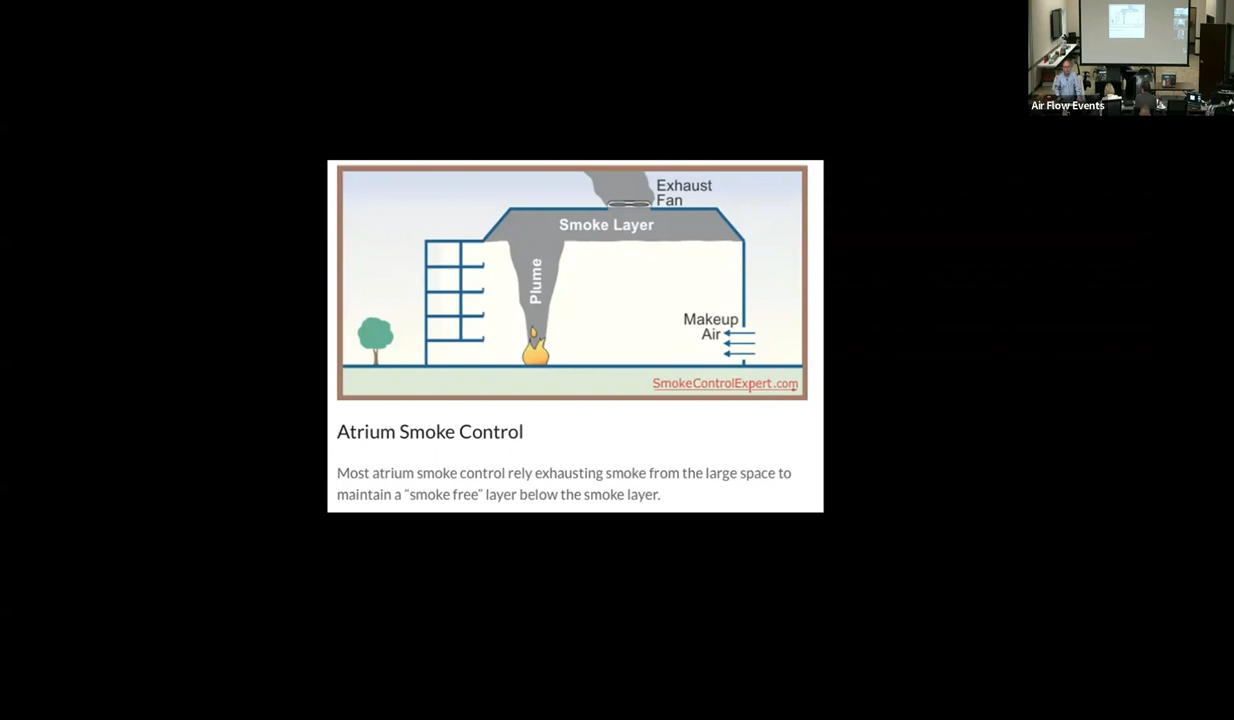 Air Flow Events
Exhaust
Fan
Smoke Layer
Plume
Makeup
Air
SmokeControlExpert.com
Atrium Smoke Control
Most atrium smoke control rely exhausting smoke from the large space to
maintain a "smoke free" layer below the smoke layer.